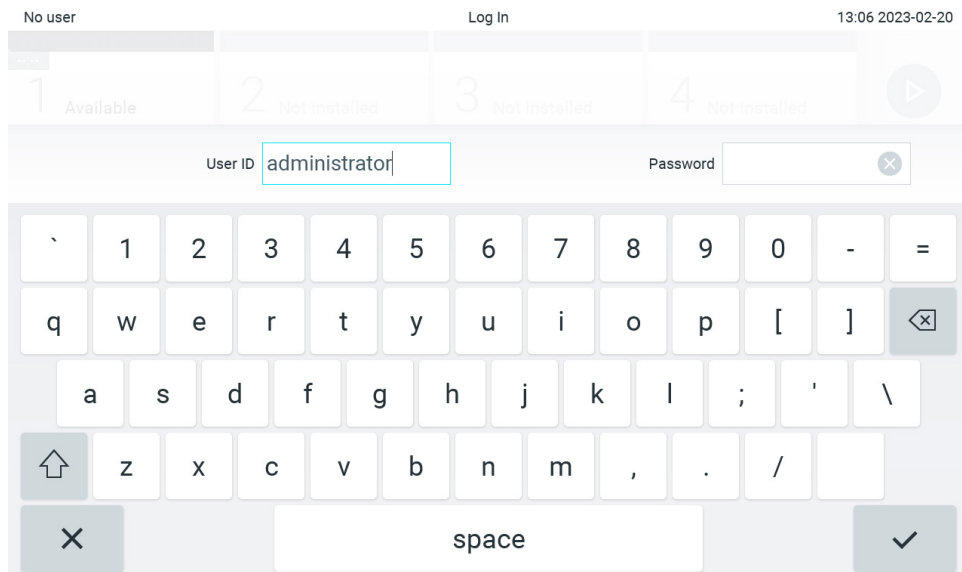 No user Log In 13:06 2023-02-20
1 Available 2 Not installed 3 Not installed 4 Not installed
User ID administrator Password
` 1 2 3 4 5 6 7 8 9 0 - =
q w e r t y u i o p [ ]
a s d f g h j k l ; ' \
z x c v b n m , . /
space